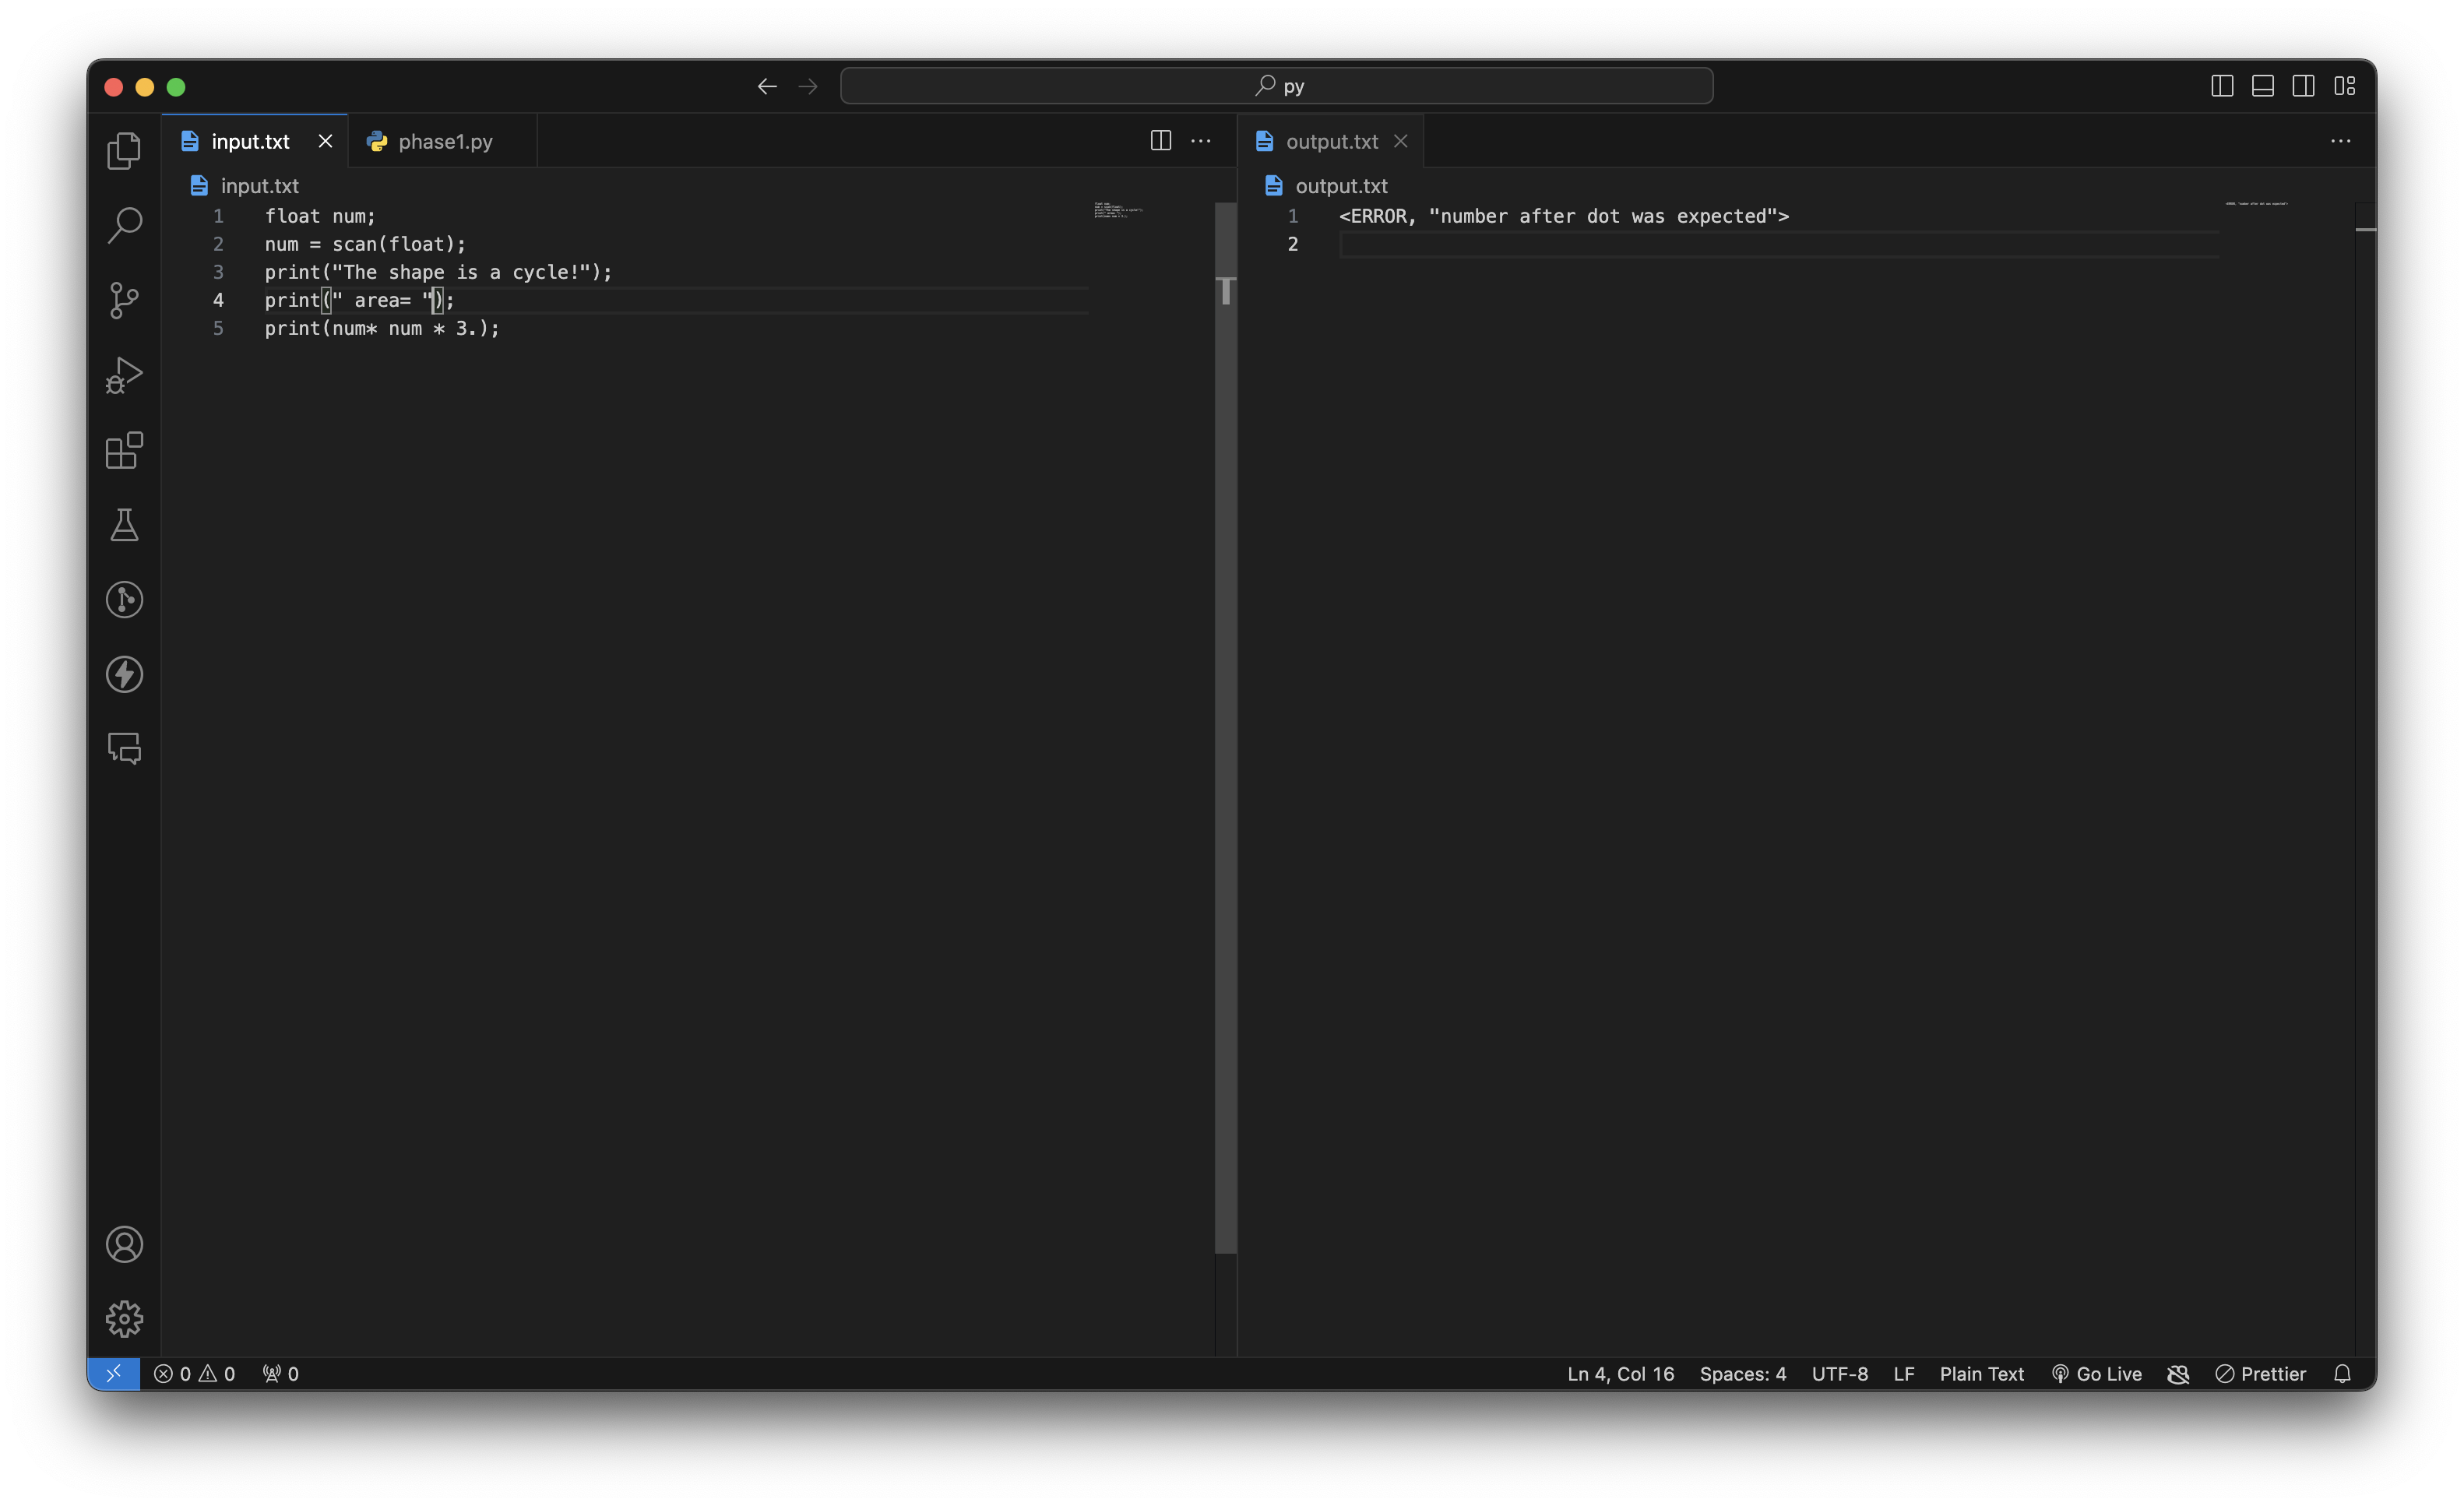 py
input.txt
phase1.py
input.txt
1 float num;
2 num = scan(float);
3 print("The shape is a cycle!");
4 print(" area= ");
5 print(num* num * 3.);
output.txt
output.txt
1 <ERROR, "number after dot was expected">
2
0 0 0
Ln 4, Col 16 Spaces: 4 UTF-8 LF Plain Text Go Live Prettier